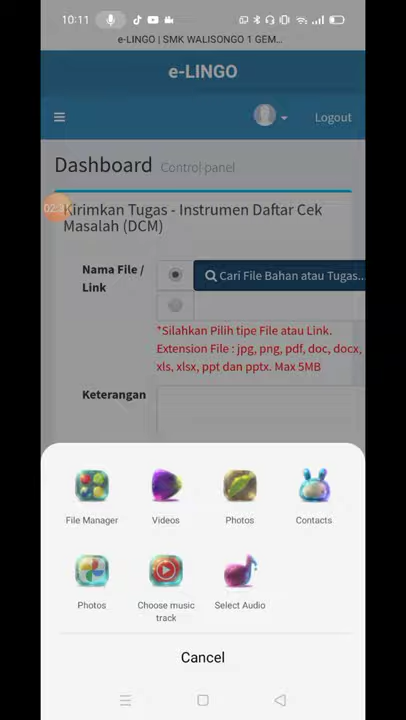 10:11
e-LINGO | SMK WALISONGO 1 GEM...
e-LINGO
Logout
Dashboard Control panel
Kirimkan Tugas - Instrumen Daftar Cek
Masalah (DCM)
Nama File /
Link
Cari File Bahan atau Tugas...
*Silahkan Pilih tipe File atau Link.
Extension File : jpg, png, pdf, doc, docx,
xls, xlsx, ppt dan pptx. Max 5MB
Keterangan
File Manager
Videos
Photos
Contacts
Photos
Choose music
track
Select Audio
Cancel